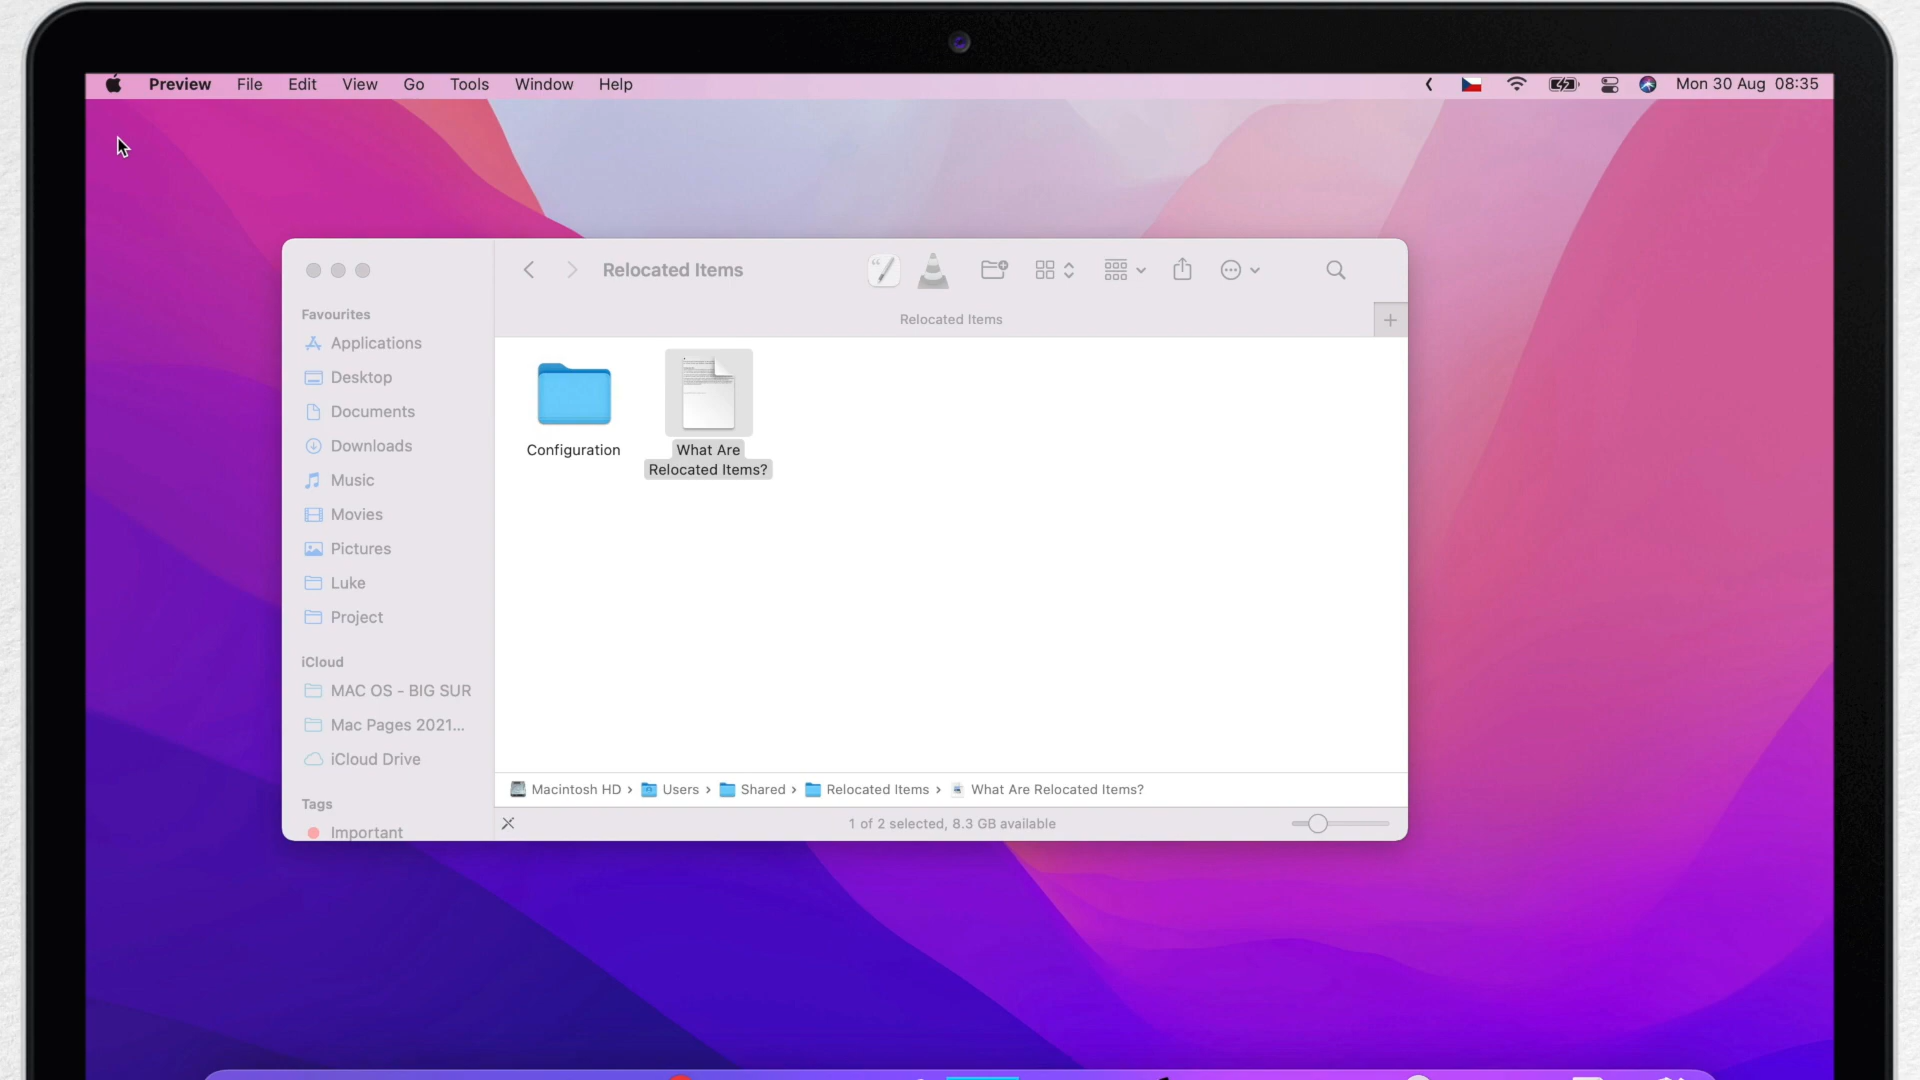 Preview File Edit View Go Tools Window Help Mon 30 Aug 08:35
Relocated Items
Relocated Items
Favourites
Applications
Desktop
Documents
Downloads
Music
Movies
Pictures
Luke
Project
iCloud
MAC OS - BIG SUR
Mac Pages 2021...
iCloud Drive
Tags
Important
Configuration
What Are
Relocated Items?
Macintosh HD › Users › Shared › Relocated Items › What Are Relocated Items?
1 of 2 selected, 8.3 GB available